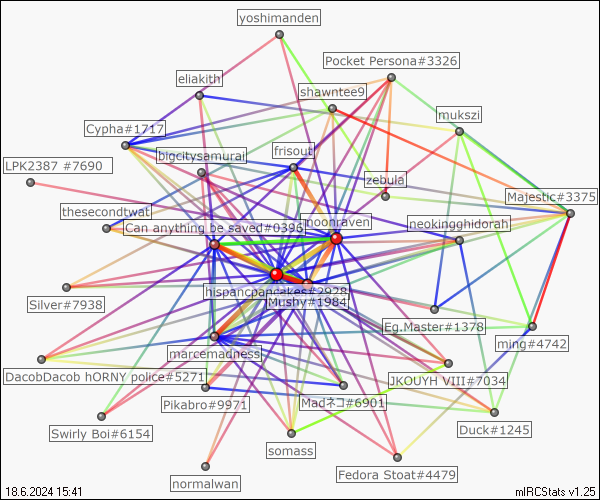 yoshimanden
Pocket Persona#3326
eliakith
shawntee9
mukszi
Cypha#1717
frisout
bigcitysamurai
LPK2387 #7690
zebula
Majestic#3375
thesecondtwat
moonraven
neokingghidorah
Can anything be saved#0396
hispancpancakes#2928
Mushy#1984
Silver#7938
Eg.Master#1378
ming#4742
marcemadness
DacobDacob hORNY police#5271
JKOUYH VIII#7034
Pikabro#9971
Madネコ#6901
Swirly Boi#6154
Duck#1245
somass
Fedora Stoat#4479
normalwan
18.6.2024 15:41
mIRCStats v1.25